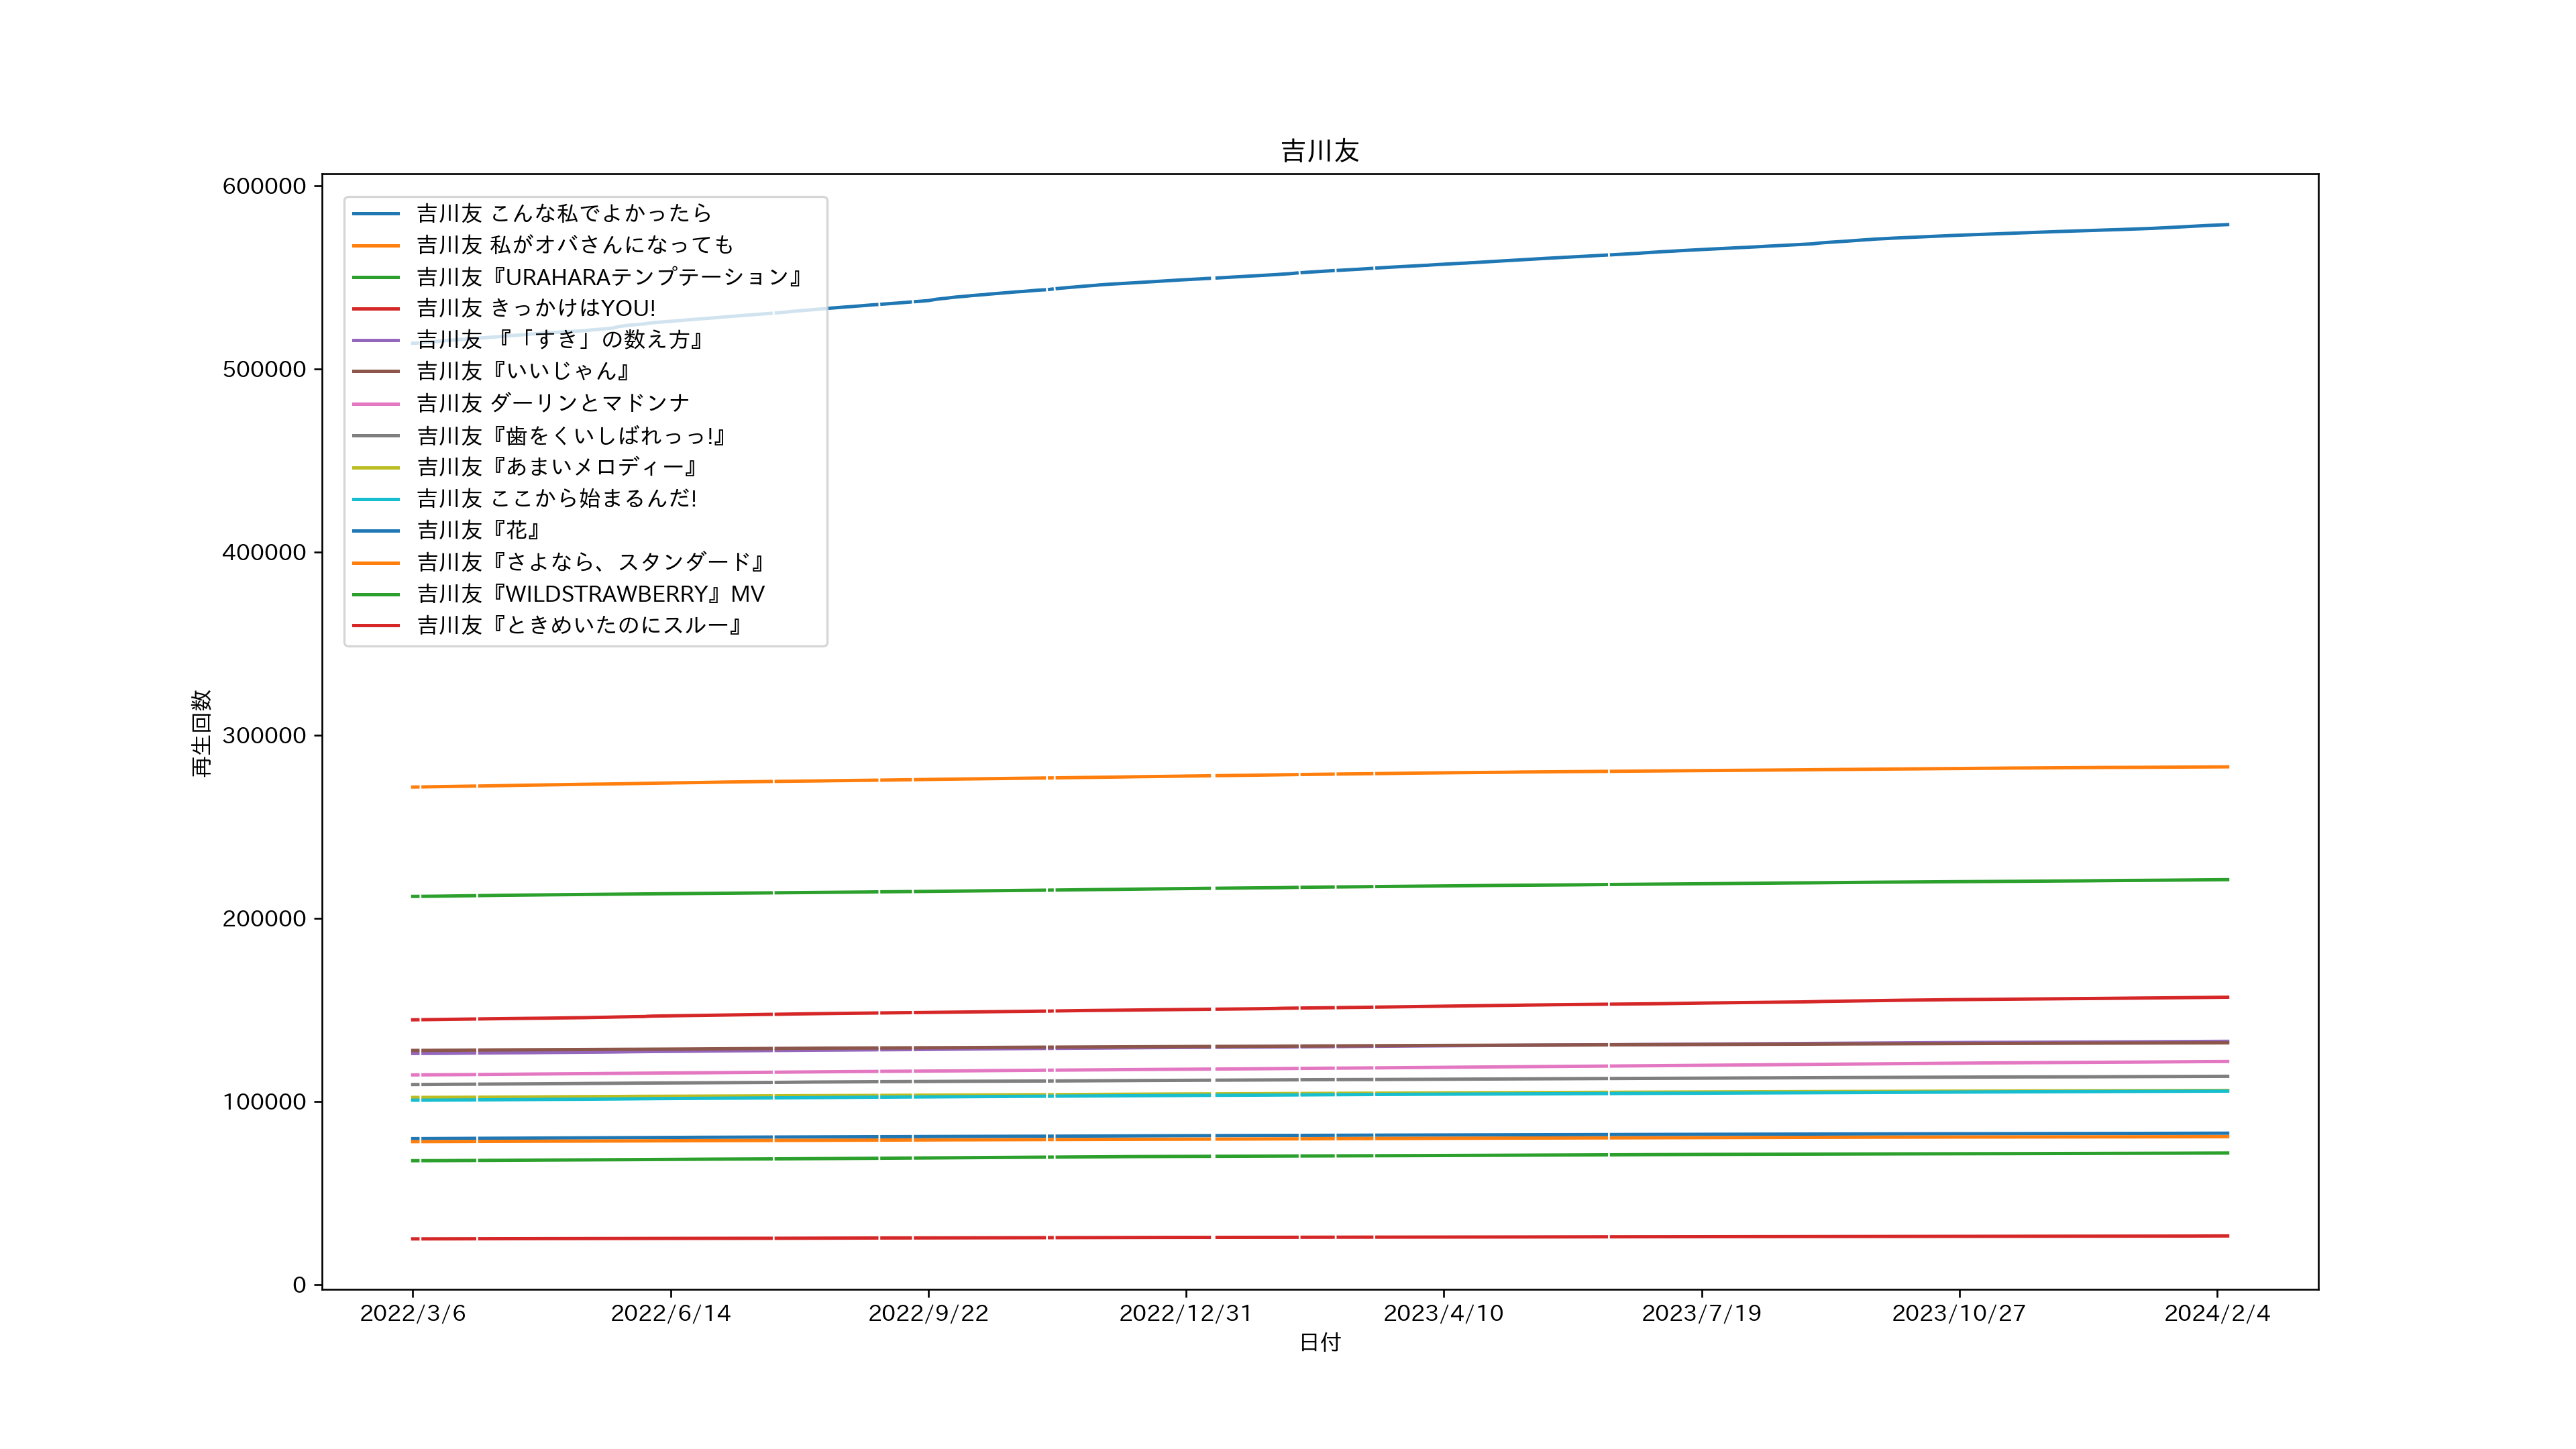 吉川友
600000
500000
400000
300000
200000
100000
0
再生回数
吉川友 こんな私でよかったら
吉川友 私がオバさんになっても
吉川友『URAHARAテンプテーション』
吉川友 きっかけはYOU!
吉川友 『「すき」の数え方』
吉川友『いいじゃん』
吉川友 ダーリンとマドンナ
吉川友『歯をくいしばれっっ!』
吉川友『あまいメロディー』
吉川友 ここから始まるんだ!
吉川友『花』
吉川友『さよなら、スタンダード』
吉川友『WILDSTRAWBERRY』MV
吉川友『ときめいたのにスルー』
2022/3/6
2022/6/14
2022/9/22
2022/12/31
2023/4/10
2023/7/19
2023/10/27
2024/2/4
日付